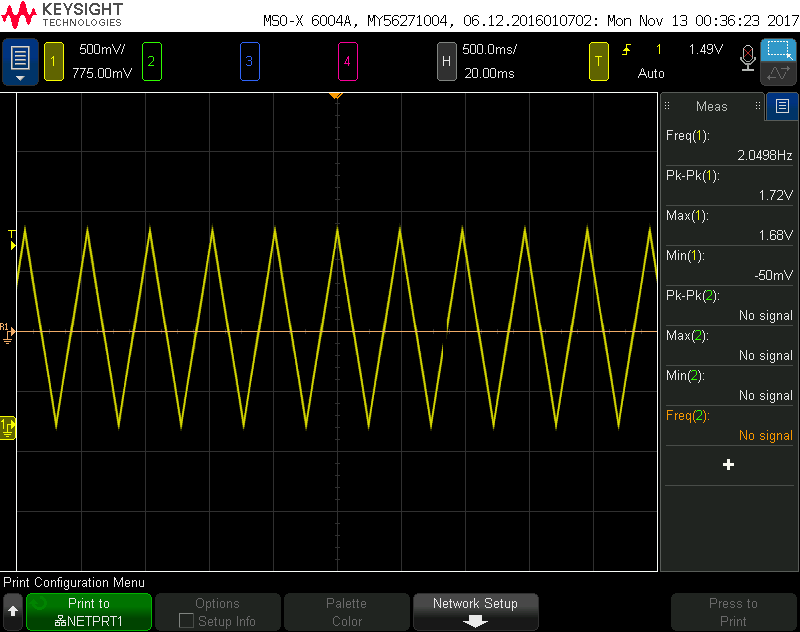 KEYSIGHT
TECHNOLOGIES
MSO-X 6004A, MY56271004, 06.12.2016010702: Mon Nov 13 00:36:23 2017
1
500mV/
775.00mV
2
3
4
H
500.0ms/
20.00ms
T
1
1.49V
Auto
Meas
Freq(1):
2.0498Hz
Pk-Pk(1):
1.72V
Max(1):
1.68V
Min(1):
-50mV
Pk-Pk(2):
No signal
Max(2):
No signal
Min(2):
No signal
Freq(2):
No signal
T
R1
1
Print Configuration Menu
Print to
NETPRT1
Options
Setup Info
Palette
Color
Network Setup
Press to
Print